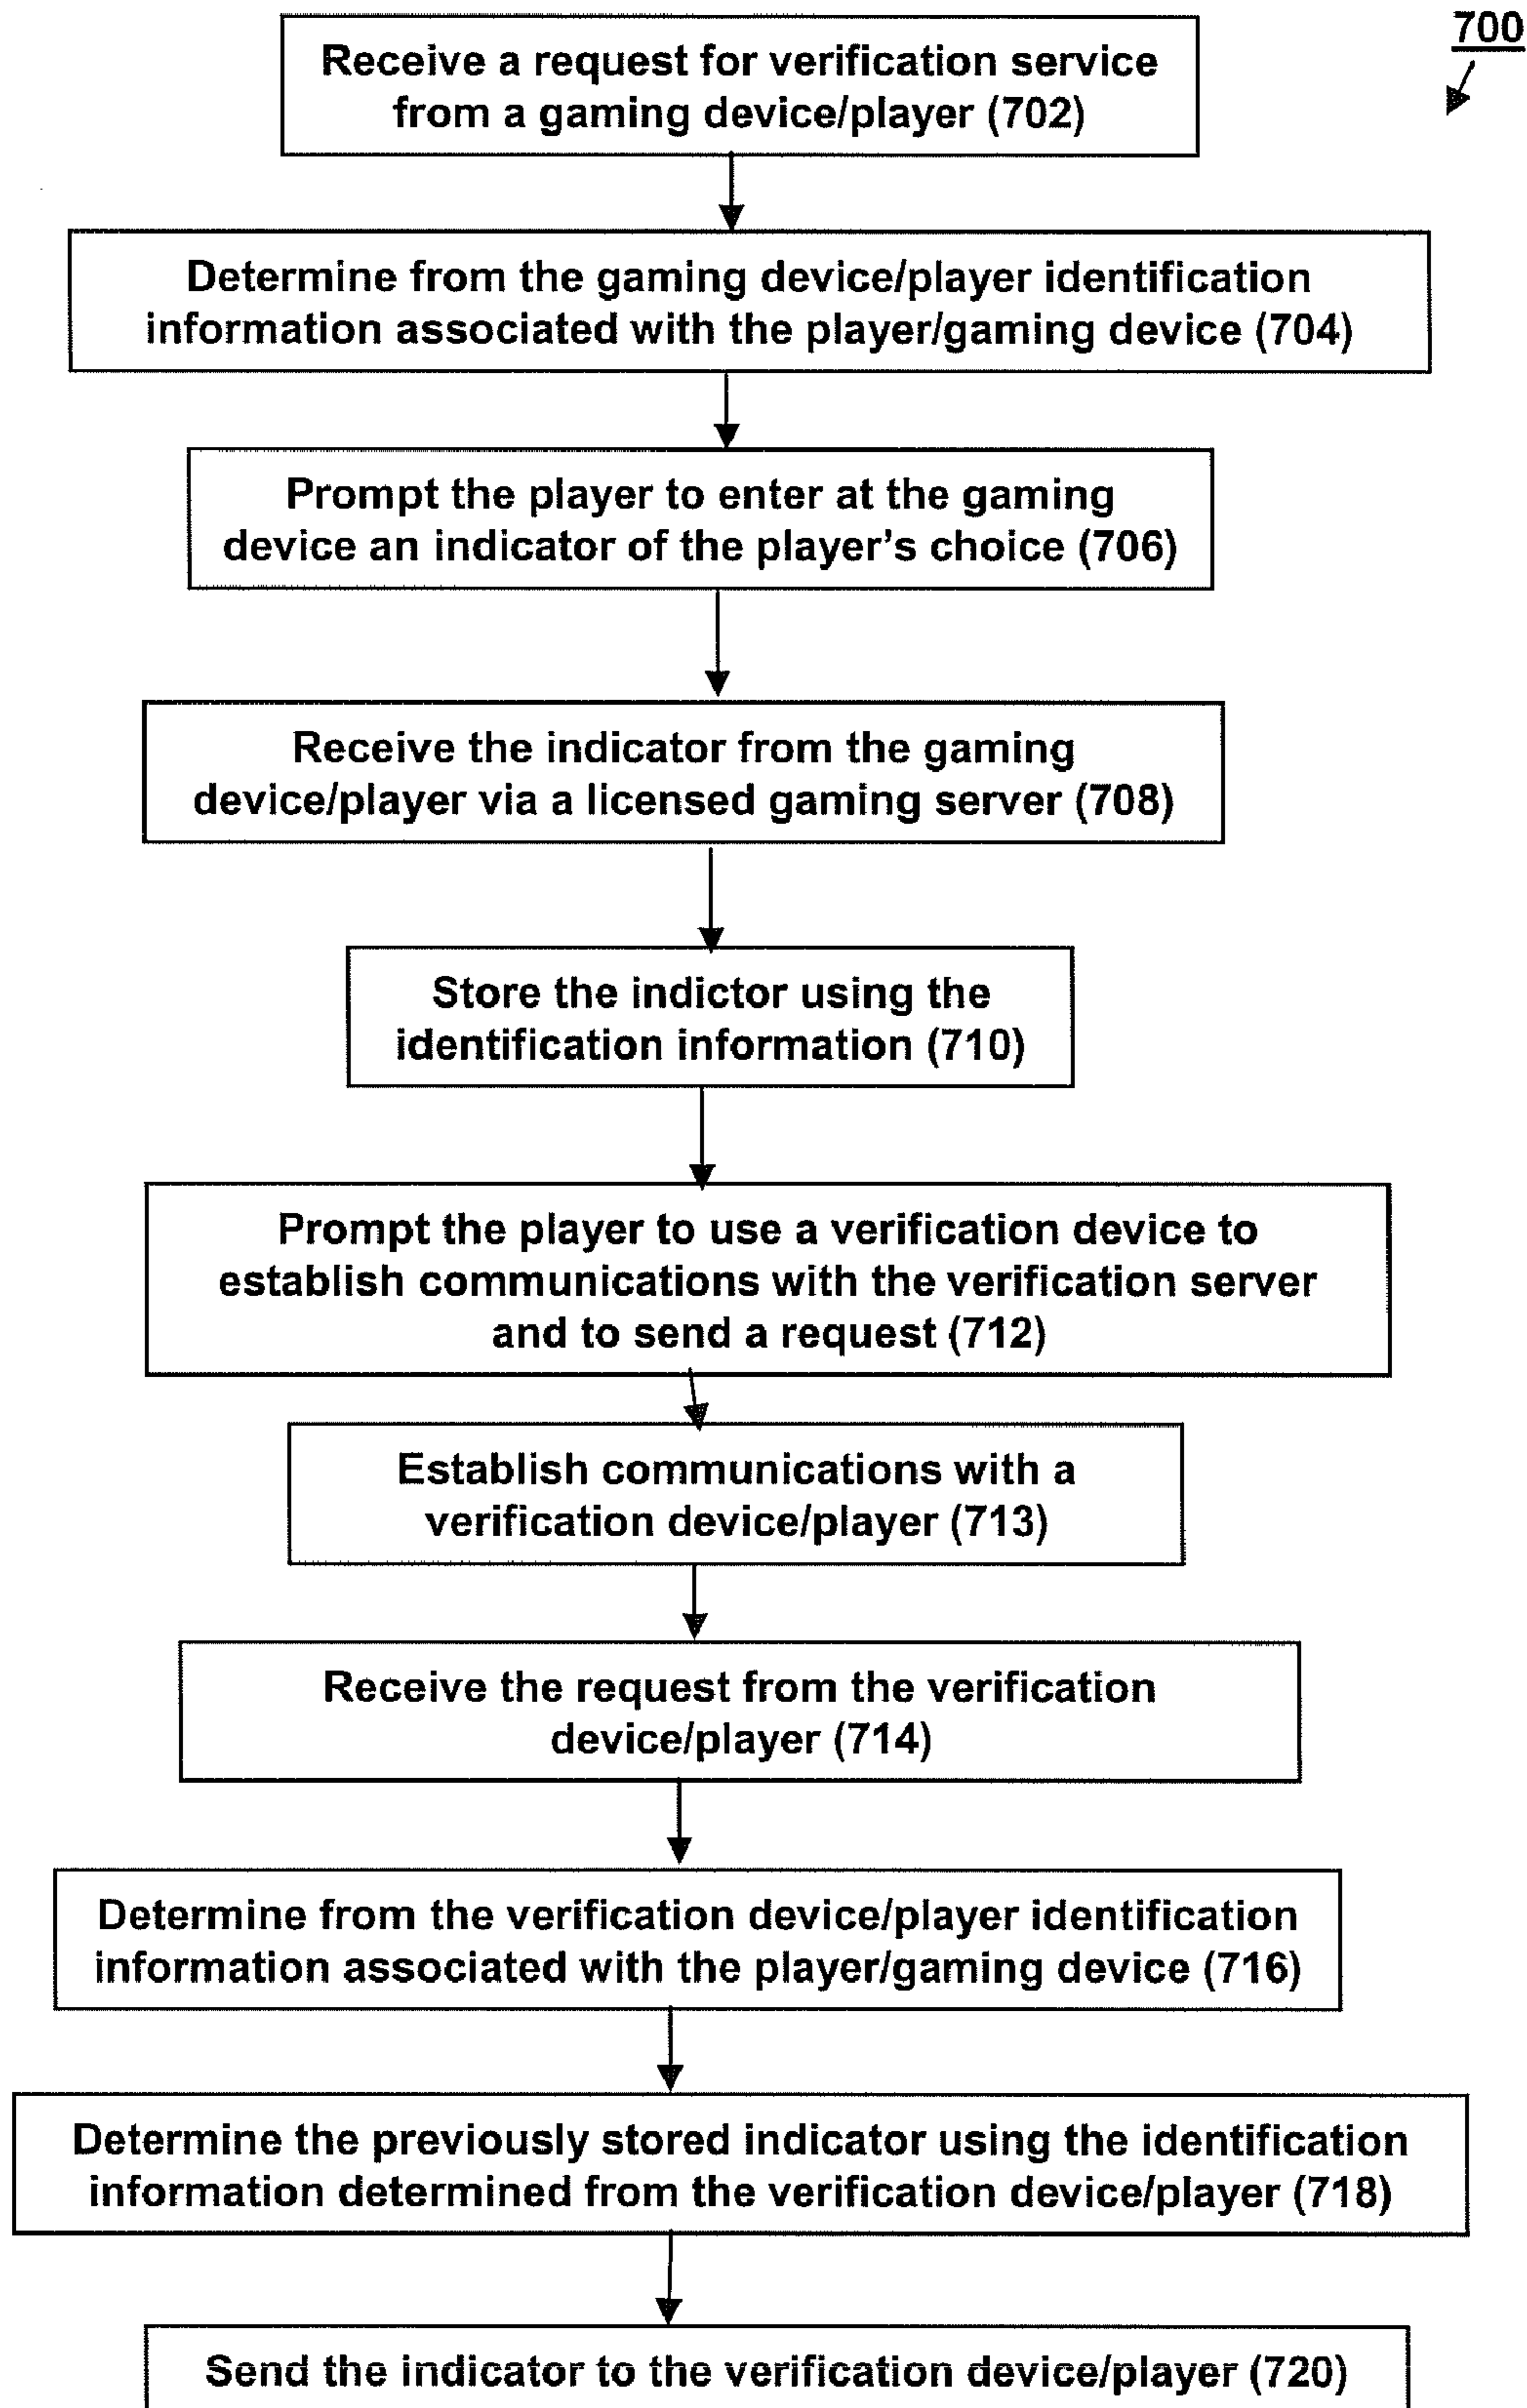 700
Receive a request for verification service
from a gaming device/player (702)
Determine from the gaming device/player identification
information associated with the player/gaming device (704)
Prompt the player to enter at the gaming
device an indicator of the player's choice (706)
Receive the indicator from the gaming
device/player via a licensed gaming server (708)
Store the indictor using the
identification information (710)
Prompt the player to use a verification device to
establish communications with the verification server
and to send a request (712)
Establish communications with a
verification device/player (713)
Receive the request from the verification
device/player (714)
Determine from the verification device/player identification
information associated with the player/gaming device (716)
Determine the previously stored indicator using the identification
information determined from the verification device/player (718)
Send the indicator to the verification device/player (720)